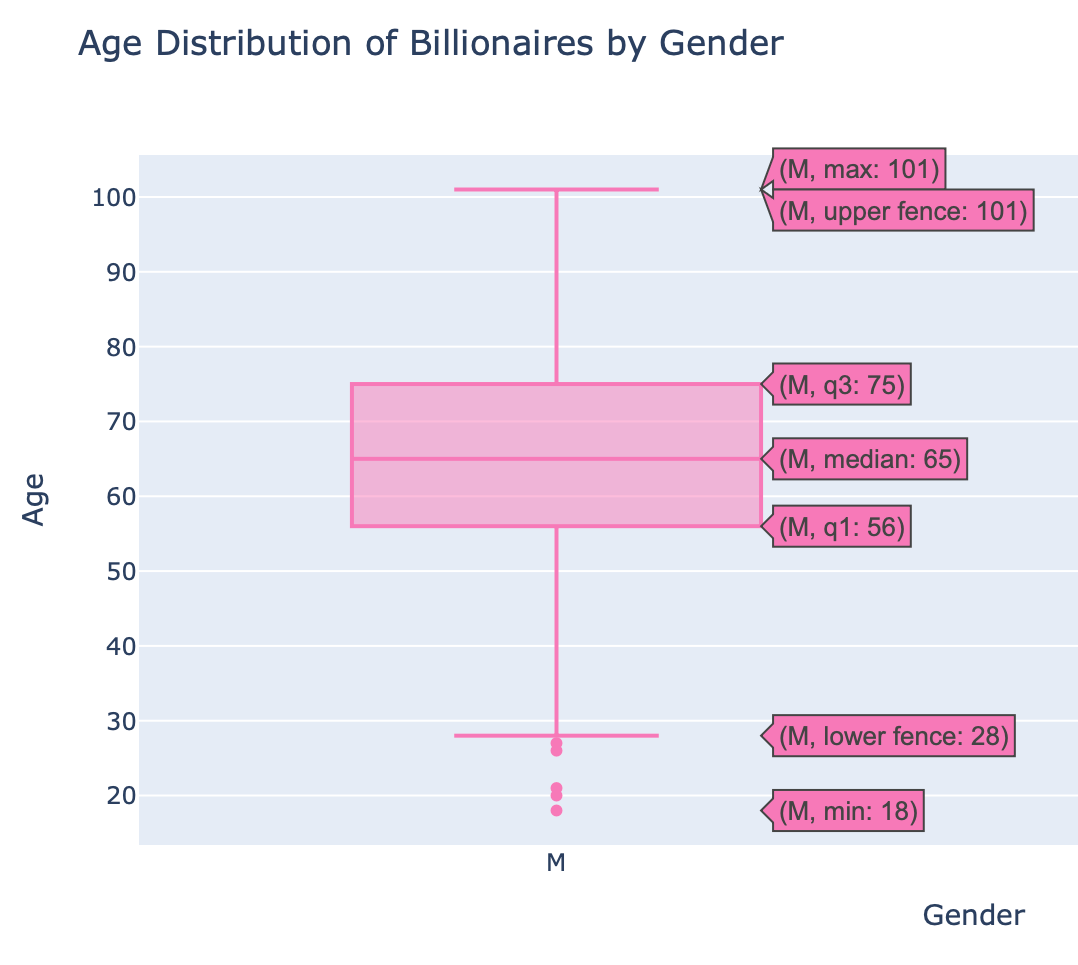 Age Distribution of Billionaires by Gender
(M, max: 101)
100
(M, upper fence: 101)
90
80
(M, q3: 75)
70
(M, median: 65)
Age
60
(M, q1: 56)
50
40
30
(M, lower fence: 28)
20
(M, min: 18)
M
Gender